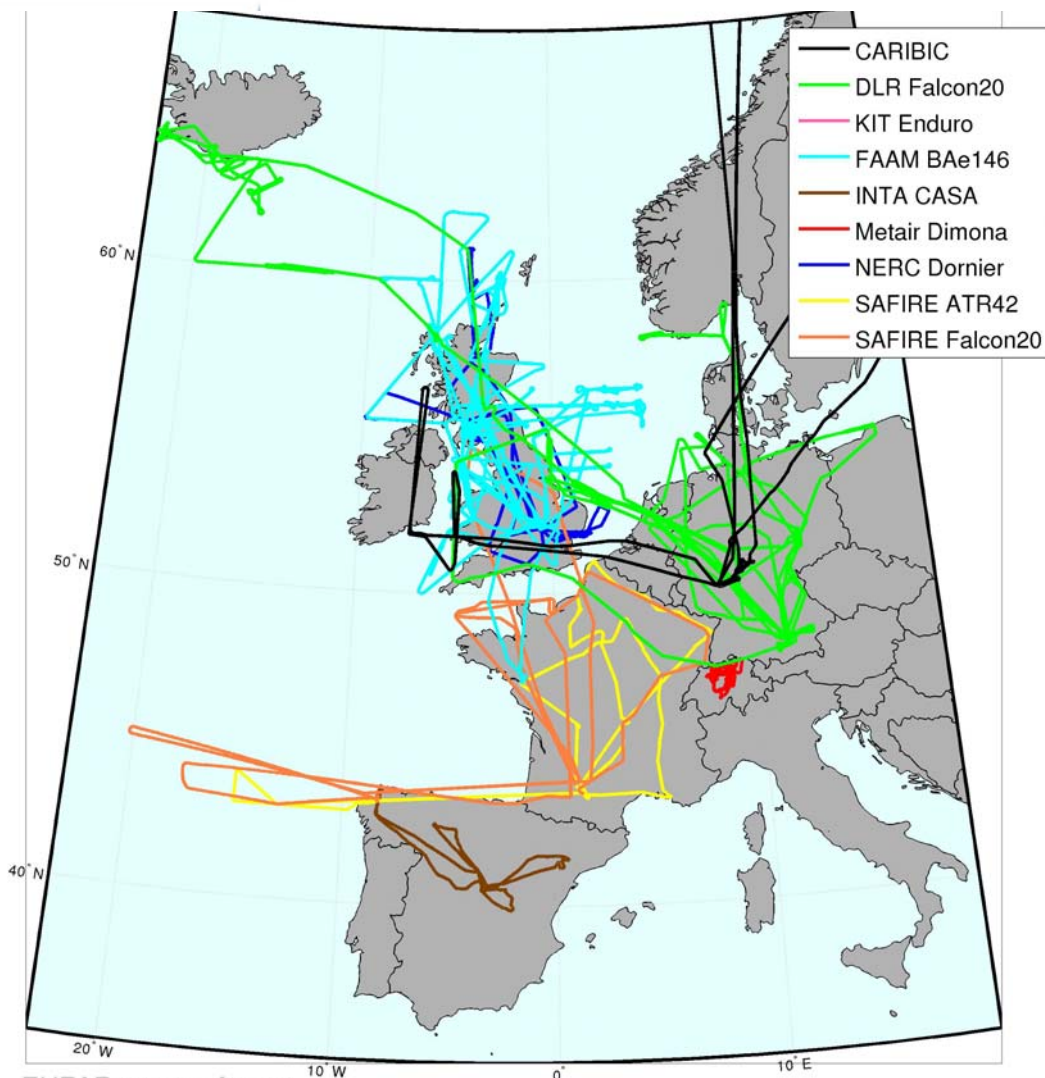 CARIBIC
DLR Falcon20
KIT Enduro
FAAM BAe146
INTA CASA
Metair Dimona
NERC Dornier
SAFIRE ATR42
SAFIRE Falcon20
60° N
50° N
40° N
20° W
10° W
0°
10° E